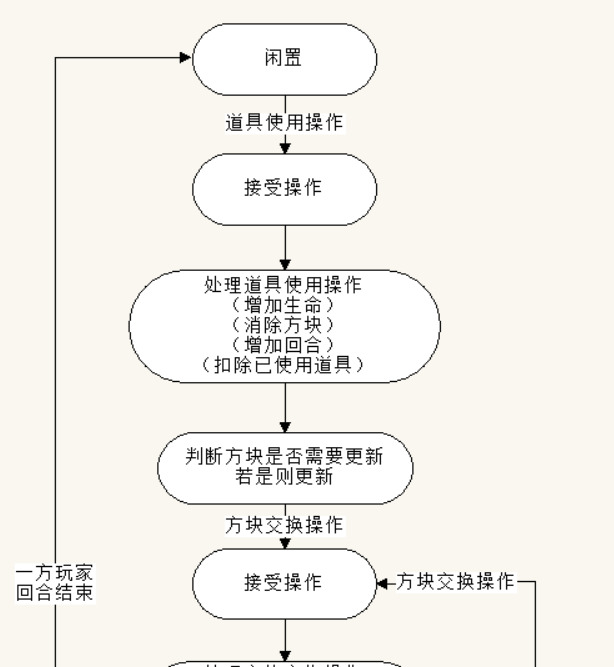 闲置
道具使用操作
接受操作
处理道具使用操作
（增加生命）
（消除方块）
（增加回合）
（扣除已使用道具）
判断方块是否需要更新
若是则更新
方块交换操作
接受操作
方块交换操作
一方玩家
回合结束